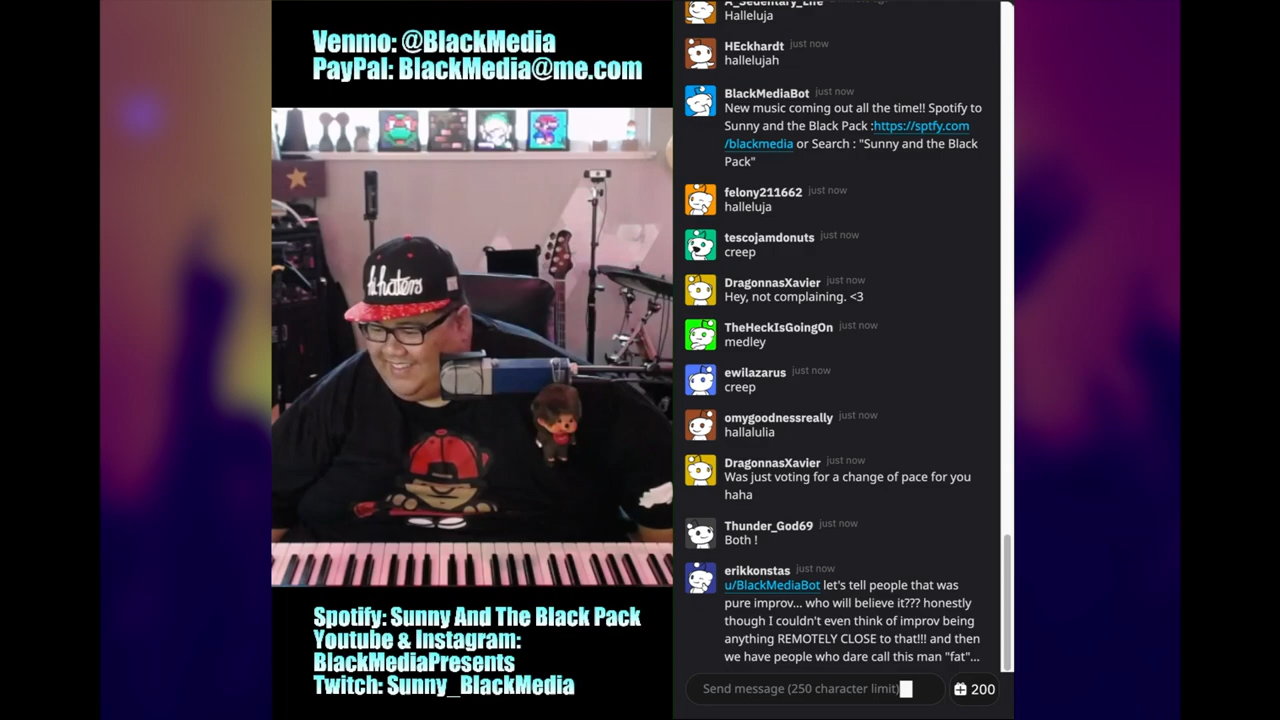 Venmo: @BlackMedia
PayPal: BlackMedia@me.com
hi haters
Spotify: Sunny And The Black Pack
Youtube & Instagram:
BlackMediaPresents
Twitch: Sunny_BlackMedia
A_Sedentary_Life
Halleluja
HEckhardt just now
hallelujah
BlackMediaBot just now
New music coming out all the time!! Spotify to
Sunny and the Black Pack :https://sptfy.com
/blackmedia or Search : "Sunny and the Black
Pack"
felony211662 just now
halleluja
tescojamdonuts just now
creep
DragonnasXavier just now
Hey, not complaining. <3
TheHeckIsGoingOn just now
medley
ewilazarus just now
creep
omygoodnessreally just now
hallalulia
DragonnasXavier just now
Was just voting for a change of pace for you
haha
Thunder_God69 just now
Both !
erikkonstas just now
u/BlackMediaBot let's tell people that was
pure improv... who will believe it??? honestly
though I couldn't even think of improv being
anything REMOTELY CLOSE to that!!! and then
we have people who dare call this man "fat"...
Send message (250 character limit)
200